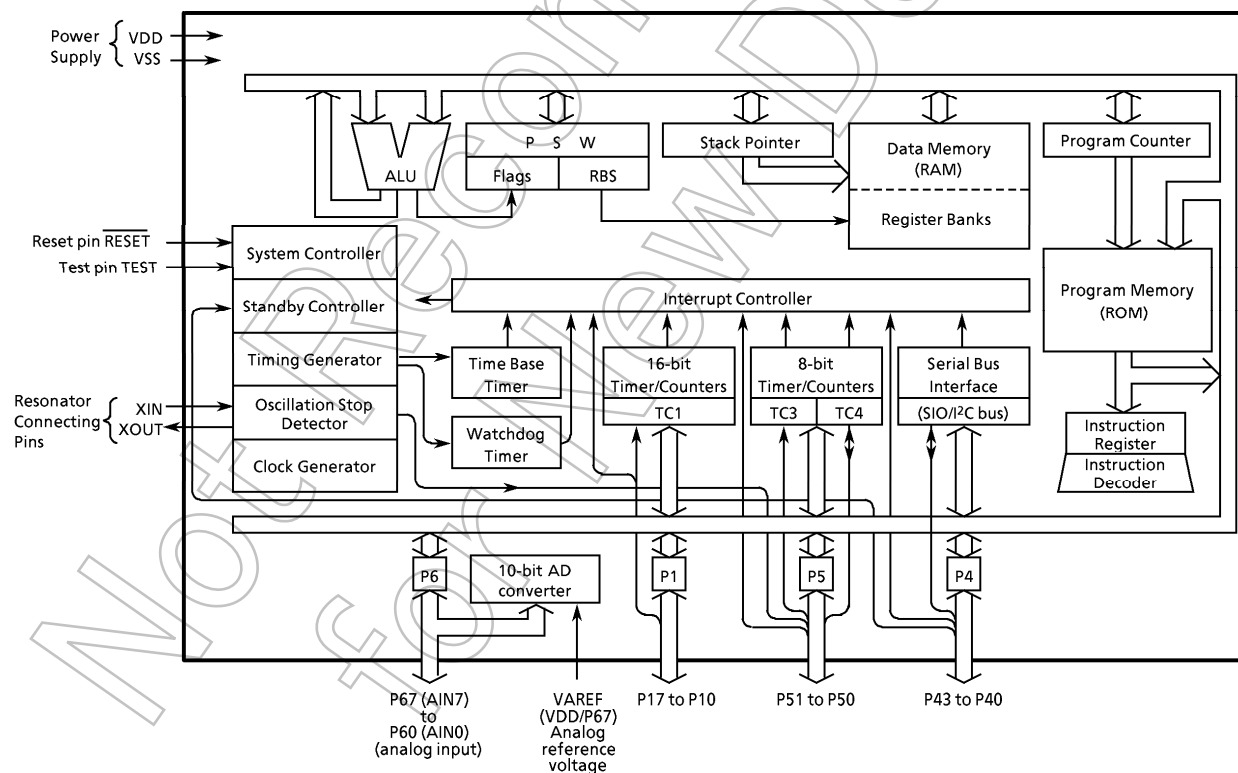 Power
Supply
VDD
VSS
P S W
Flags
RBS
ALU
Stack Pointer
Data Memory
(RAM)
Register Banks
Program Counter
Reset pin RESET
Test pin TEST
System Controller
Standby Controller
Timing Generator
Oscillation Stop
Detector
Clock Generator
Interrupt Controller
Program Memory
(ROM)
Time Base
Timer
Watchdog
Timer
16-bit
Timer/Counters
TC1
8-bit
Timer/Counters
TC3
TC4
Serial Bus
Interface
(SIO/I²C bus)
Instruction
Register
Instruction
Decoder
Resonator
Connecting
Pins
XIN
XOUT
P6
10-bit AD
converter
P1
P5
P4
P67 (AIN7)
to
P60 (AIN0)
(analog input)
VAREF
(VDD/P67)
Analog
reference
voltage
P17 to P10
P51 to P50
P43 to P40
Not Recom
for New D